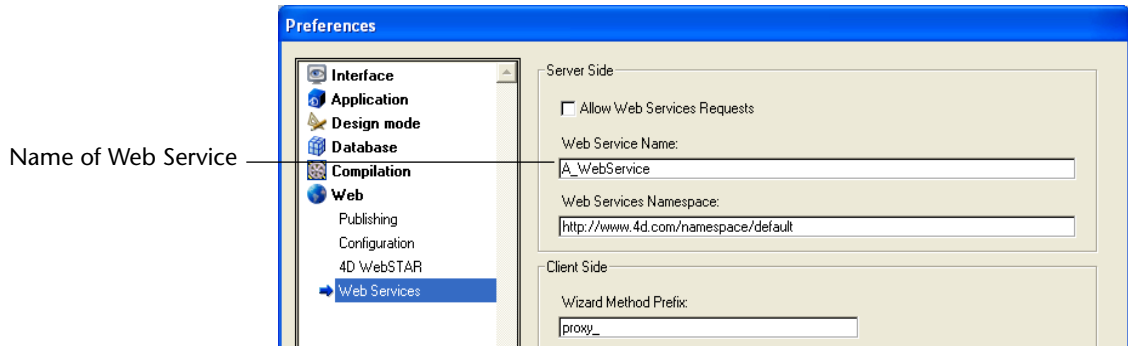 Preferences
Name of Web Service
Interface
Application
Design mode
Database
Compilation
Web
Publishing
Configuration
4D WebSTAR
Web Services
Server Side
Allow Web Services Requests
Web Service Name:
A_WebService
Web Services Namespace:
http://www.4d.com/namespace/default
Client Side
Wizard Method Prefix:
proxy_